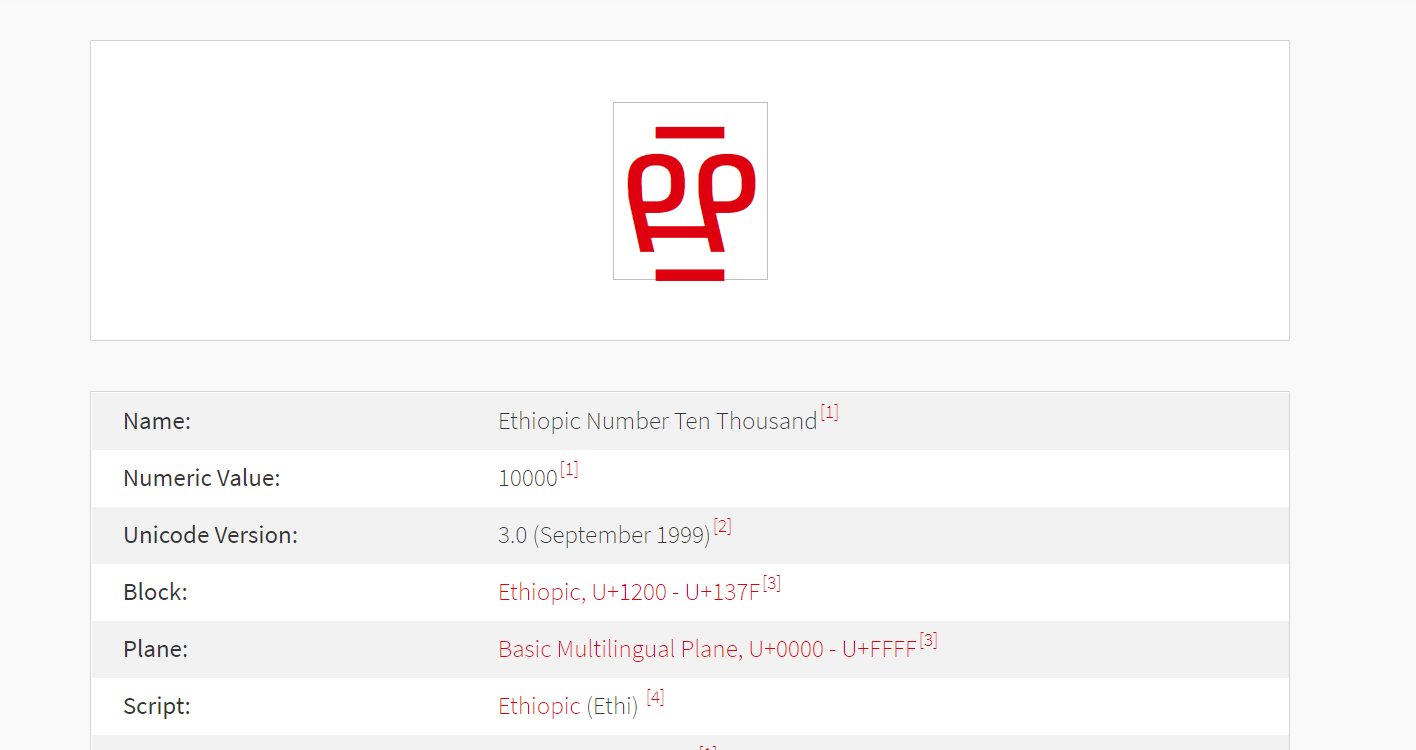 ፼
Name: Ethiopic Number Ten Thousand[1]
Numeric Value: 10000[1]
Unicode Version: 3.0 (September 1999)[2]
Block: Ethiopic, U+1200 - U+137F[3]
Plane: Basic Multilingual Plane, U+0000 - U+FFFF[3]
Script: Ethiopic (Ethi) [4]